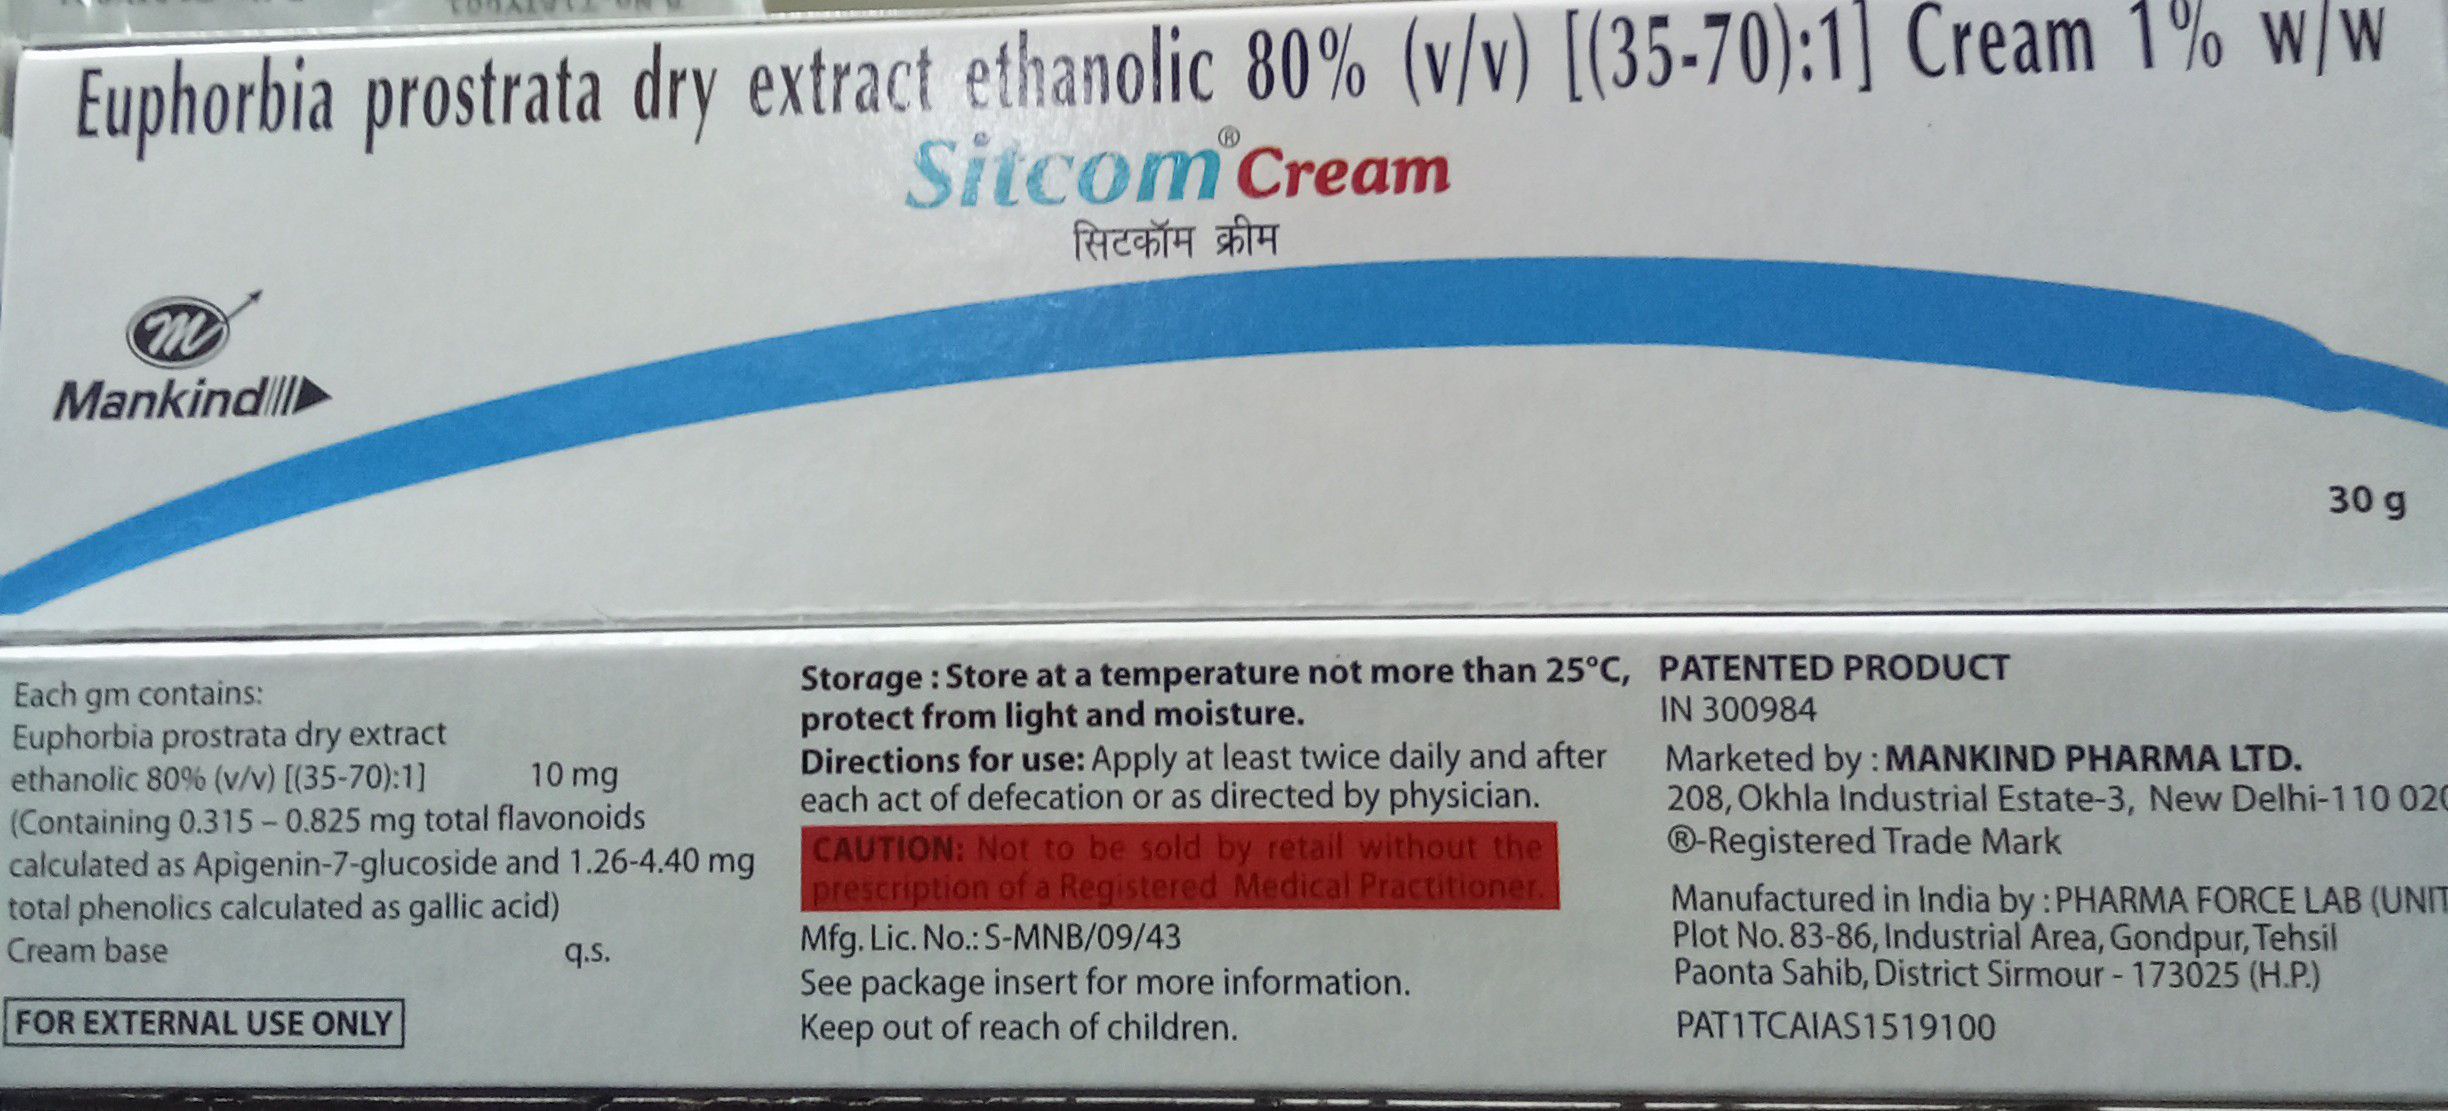 Euphorbia prostrata dry extract ethanolic 80% (v/v) [(35-70):1] Cream 1% w/w
Sitcom® Cream
सिटकॉम क्रीम
m
Mankind
30 g
Each gm contains:
Euphorbia prostrata dry extract
ethanolic 80% (v/v) [(35-70):1] 10 mg
(Containing 0.315 – 0.825 mg total flavonoids
calculated as Apigenin-7-glucoside and 1.26-4.40 mg
total phenolics calculated as gallic acid)
Cream base q.s.
FOR EXTERNAL USE ONLY
Storage : Store at a temperature not more than 25°C,
protect from light and moisture.
Directions for use: Apply at least twice daily and after
each act of defecation or as directed by physician.
CAUTION: Not to be sold by retail without the
prescription of a Registered Medical Practitioner.
Mfg. Lic. No.: S-MNB/09/43
See package insert for more information.
Keep out of reach of children.
PATENTED PRODUCT
IN 300984
Marketed by : MANKIND PHARMA LTD.
208, Okhla Industrial Estate-3, New Delhi-110 020
®-Registered Trade Mark
Manufactured in India by : PHARMA FORCE LAB (UNIT
Plot No. 83-86, Industrial Area, Gondpur, Tehsil
Paonta Sahib, District Sirmour - 173025 (H.P.)
PAT1TCAIAS1519100